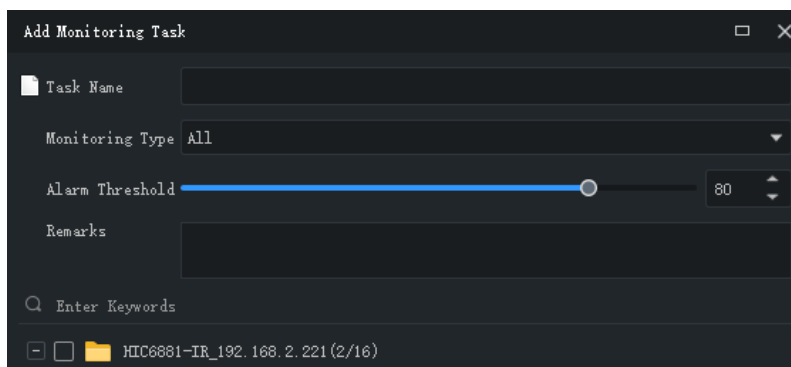 Add Monitoring Task
Task Name
Monitoring Type All
Alarm Threshold 80
Remarks
Enter Keywords
HIC6881-IR_192.168.2.221(2/16)